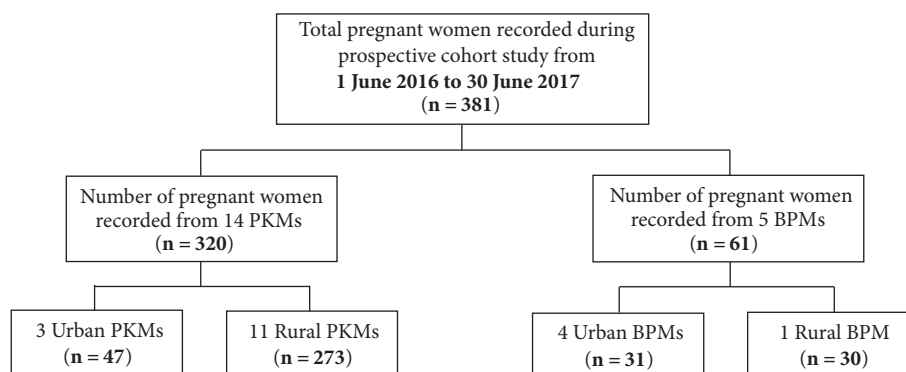 Total pregnant women recorded during
prospective cohort study from
1 June 2016 to 30 June 2017
(n = 381)
Number of pregnant women
recorded from 14 PKMs
(n = 320)
Number of pregnant women
recorded from 5 BPMs
(n = 61)
3 Urban PKMs
(n = 47)
11 Rural PKMs
(n = 273)
4 Urban BPMs
(n = 31)
1 Rural BPM
(n = 30)